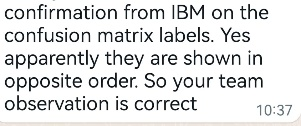 confirmation from IBM on the
confusion matrix labels. Yes
apparently they are shown in
opposite order. So your team
observation is correct
10:37